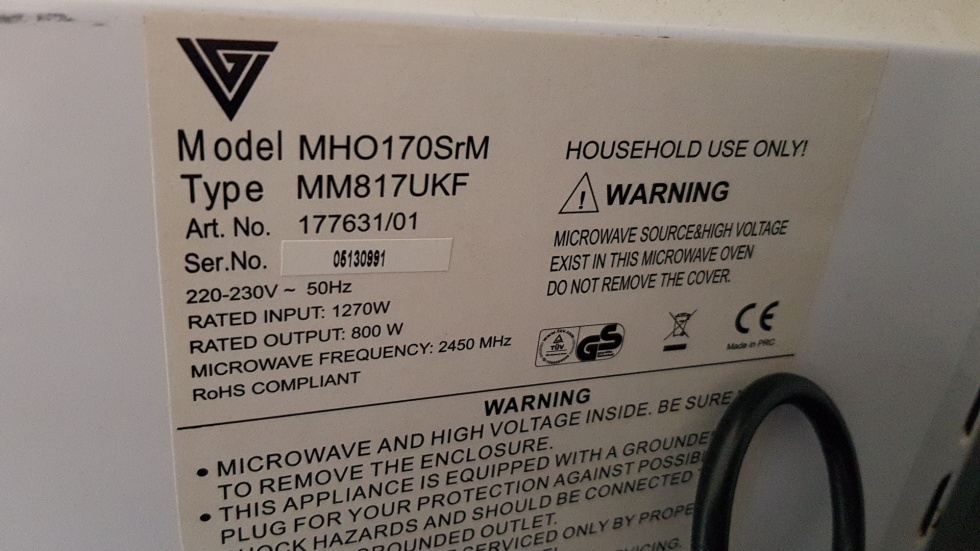 Model MHO170SrM
Type MM817UKF
Art. No. 177631/01
Ser.No. 05130991
220-230V ~ 50Hz
RATED INPUT: 1270W
RATED OUTPUT: 800 W
MICROWAVE FREQUENCY: 2450 MHz
RoHS COMPLIANT
HOUSEHOLD USE ONLY!
WARNING
MICROWAVE SOURCE&HIGH VOLTAGE
EXIST IN THIS MICROWAVE OVEN
DO NOT REMOVE THE COVER.
TÜV
GS
CE
Made in PRC
WARNING
• MICROWAVE AND HIGH VOLTAGE INSIDE. BE SURE
TO REMOVE THE ENCLOSURE.
• THIS APPLIANCE IS EQUIPPED WITH A GROUNDE
PLUG FOR YOUR PROTECTION AGAINST POSSIB
HOCK HAZARDS AND SHOULD BE CONNECTED
GROUNDED OUTLET.
SERVICED ONLY BY PROPE
VICING.